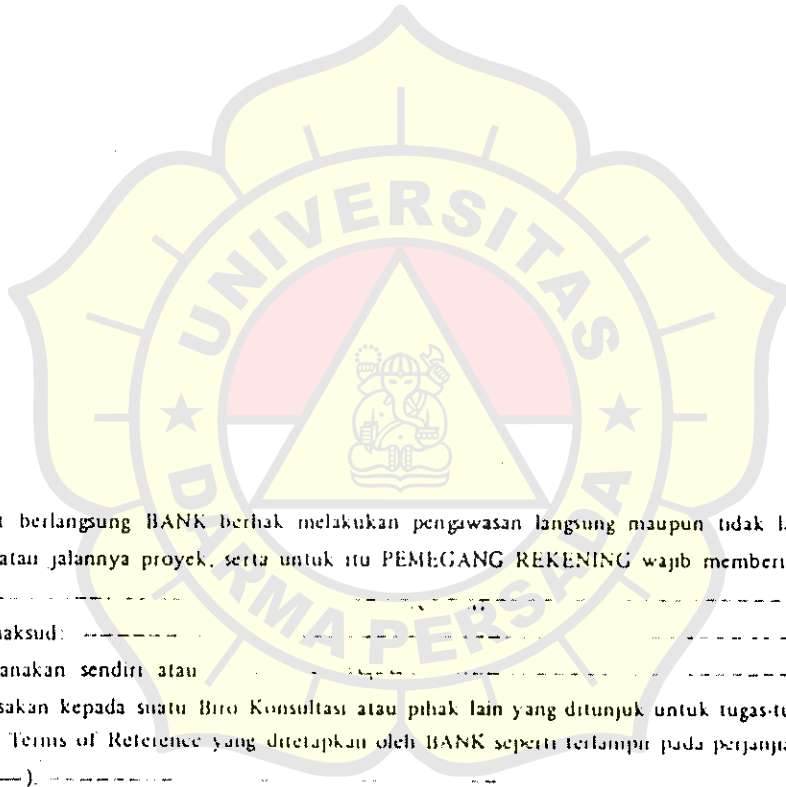 UNIVERSITAS
DARMA PERSADA
berlangsung BANK berhak melakukan pengawasan langsung maupun tidak la
atau jalannya proyek, serta untuk itu PEMEGANG REKENING wajib memberi
aksud:
anakan sendiri atau
sakan kepada suatu Biro Konsultasi atau pihak lain yang ditunjuk untuk tugas-tu
Terms of Reference yang ditetapkan oleh BANK seperti terlampir pada perjanji
—).